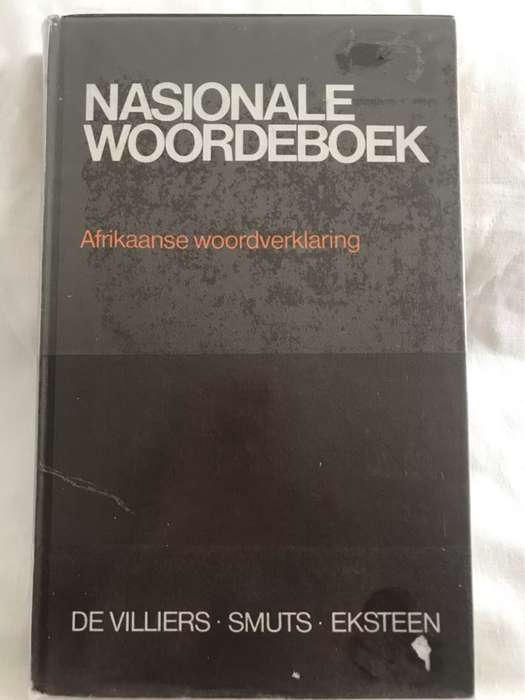 NASIONALE
WOORDEBOEK
Afrikaanse woordverklaring
DE VILLIERS · SMUTS · EKSTEEN